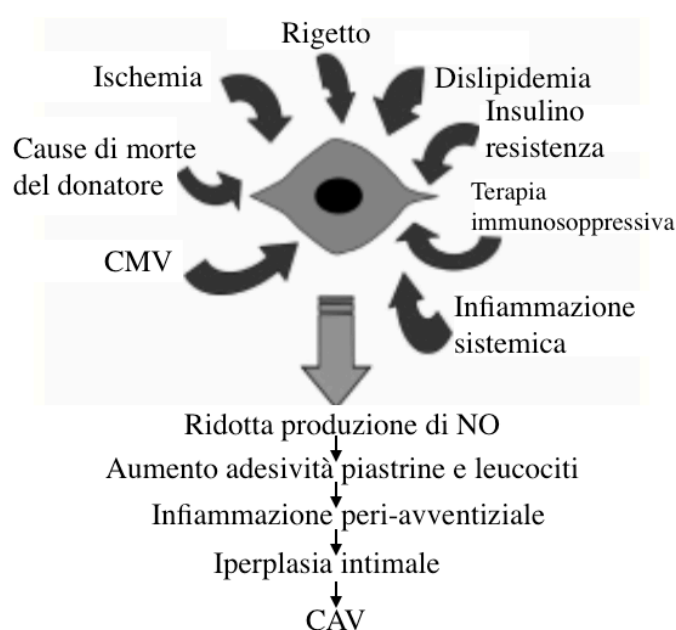 Rigetto
Ischemia
Dislipidemia
Insulino
resistenza
Cause di morte
del donatore
Terapia
immunosoppressiva
CMV
Infiammazione
sistemica
Ridotta produzione di NO
Aumento adesività piastrine e leucociti
Infiammazione peri-avventiziale
Iperplasia intimale
CAV